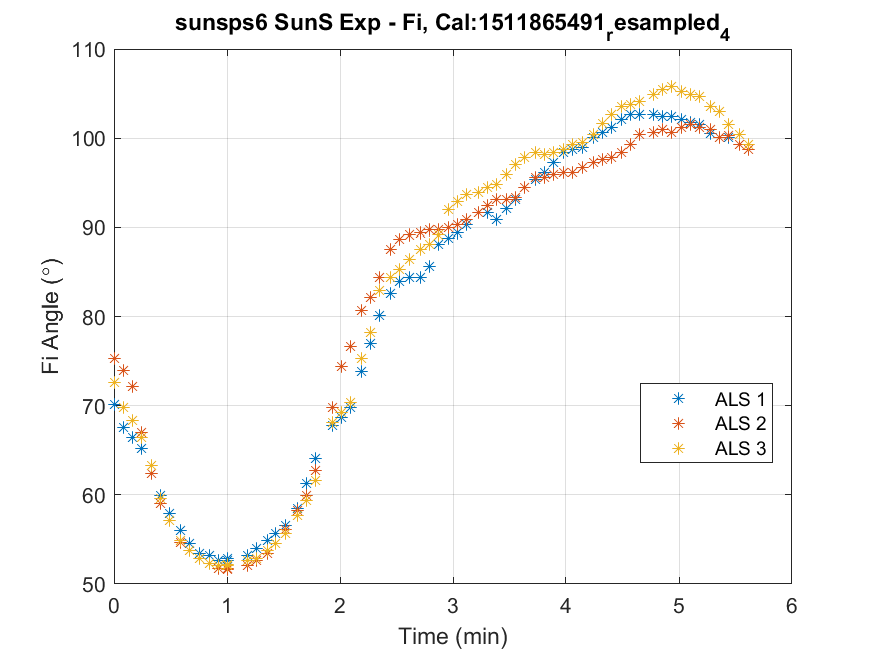 sunsps6 SunS Exp - Fi, Cal:1511865491ᵣesampled₄
110
100
90
80
70
60
50
Fi Angle (°)
0 1 2 3 4 5 6
Time (min)
ALS 1
ALS 2
ALS 3